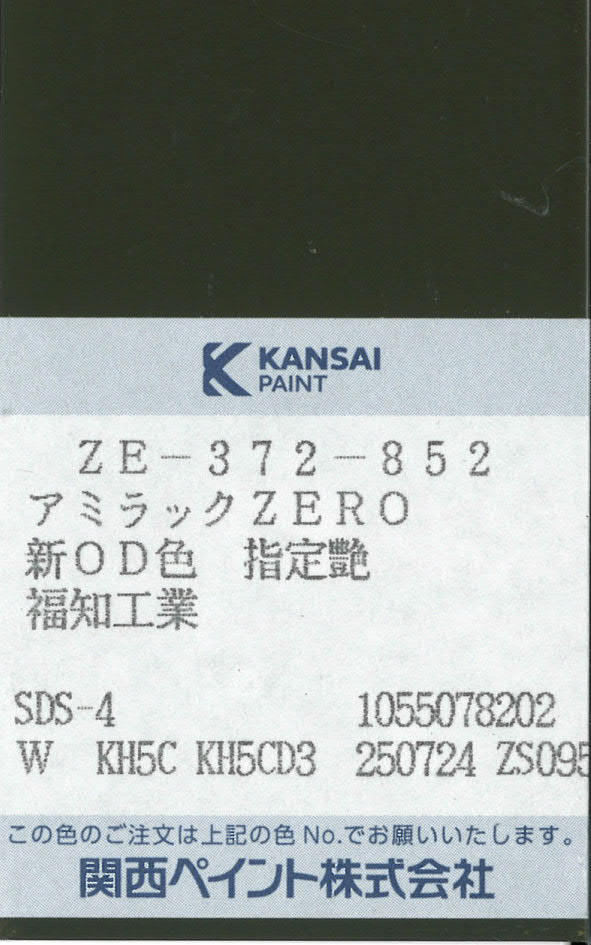 KANSAI
PAINT
ZE-372-852
アミラックZERO
新OD色 指定艶
福知工業
SDS-4 1055078202
W KH5C KH5CD3 250724 ZS095
この色のご注文は上記の色No.でお願いいたします。
関西ペイント株式会社